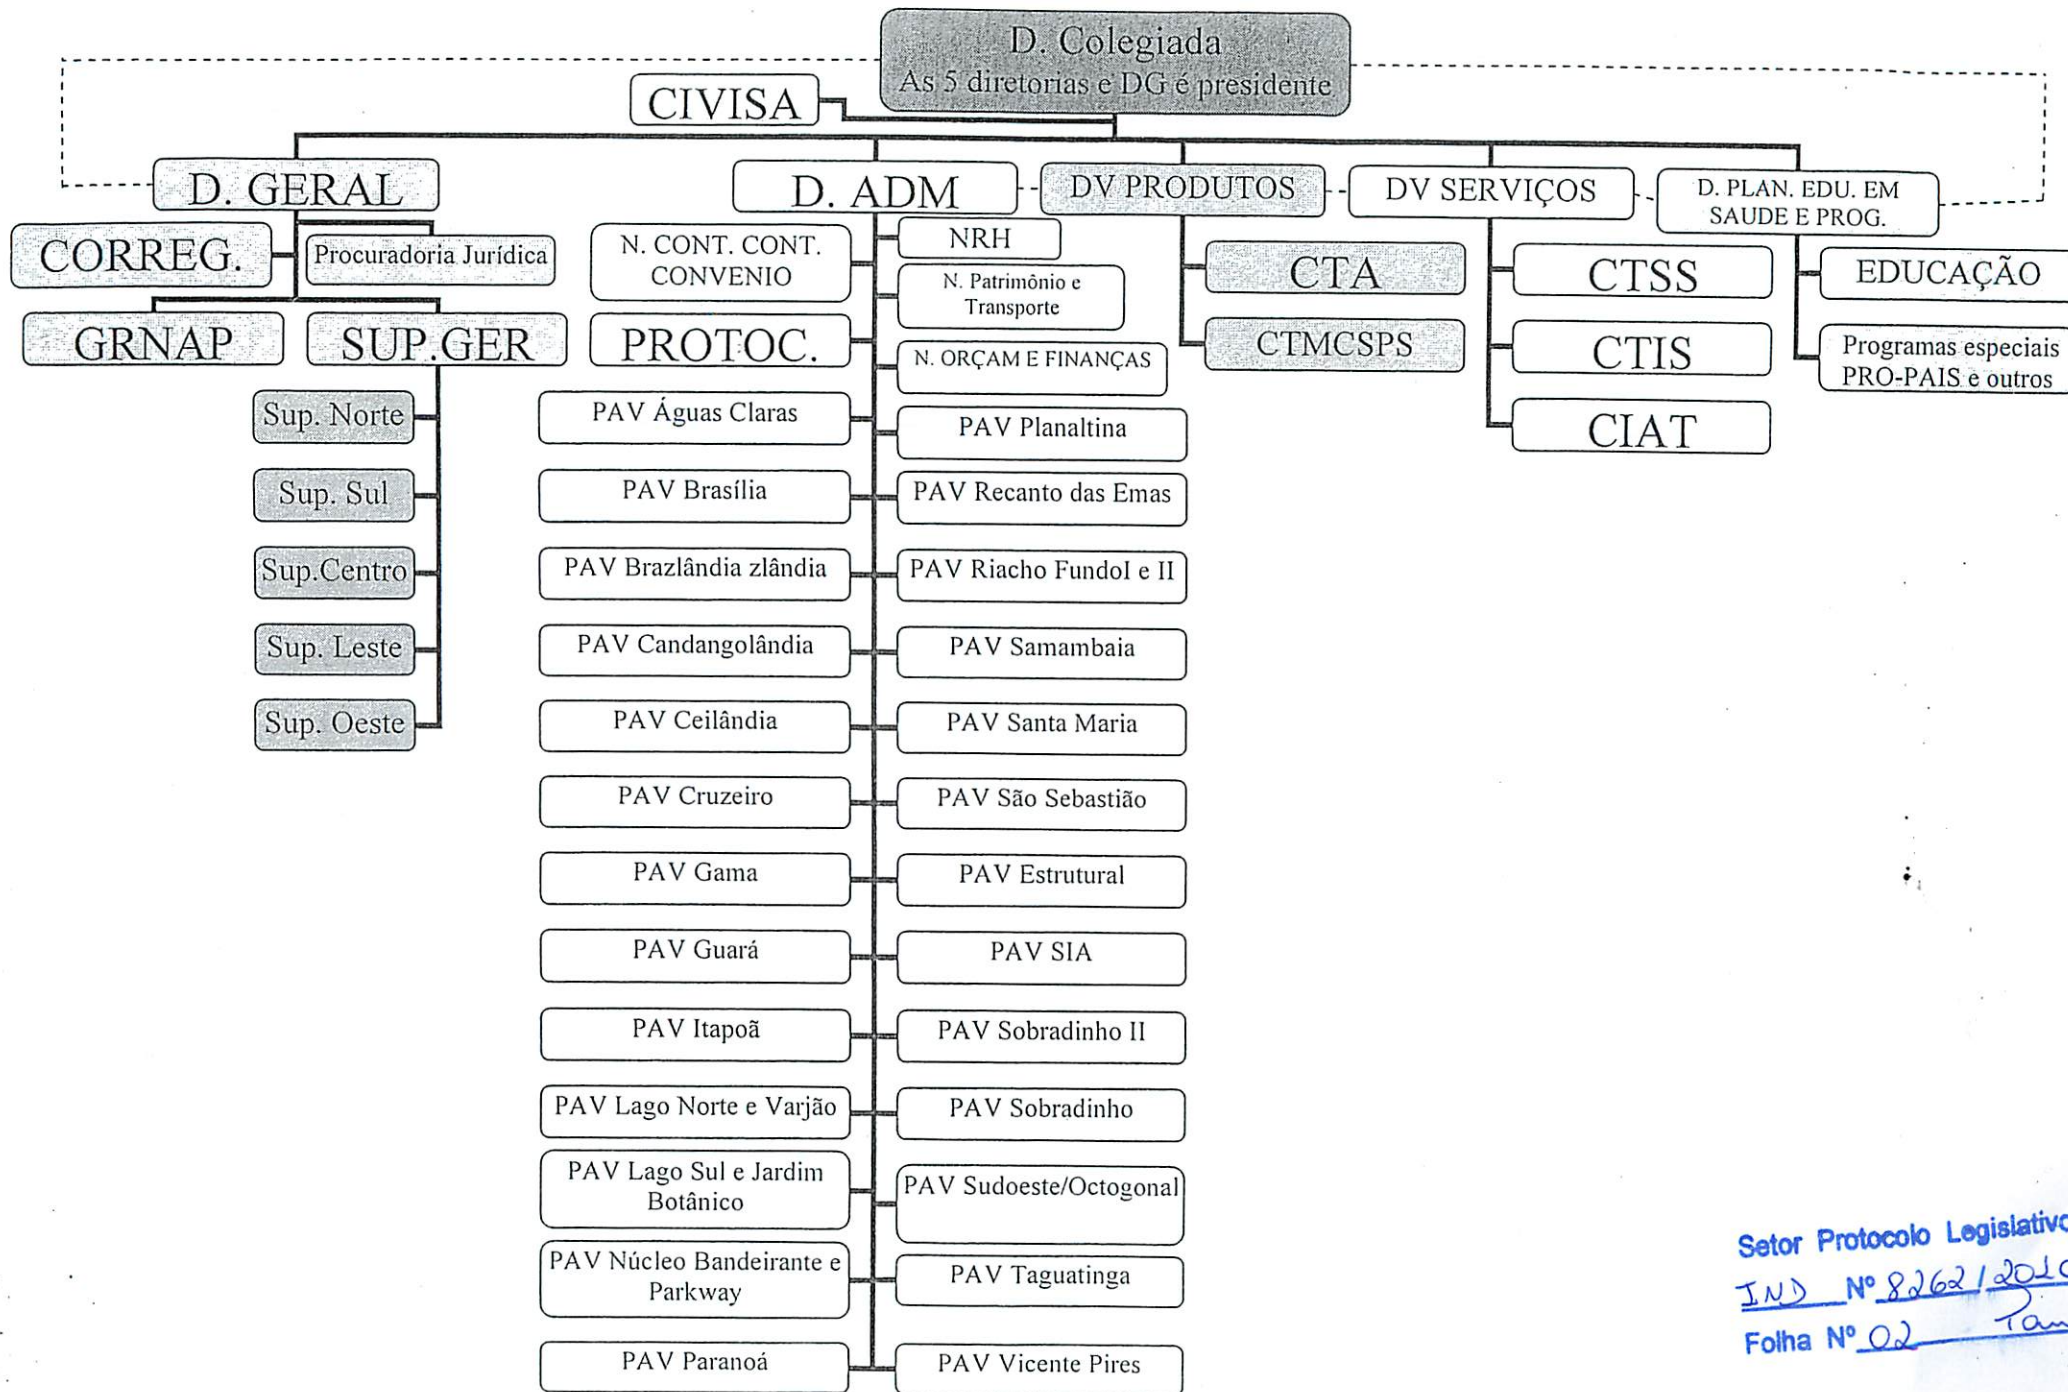 D. Colegiada
As 5 diretorias e DG é presidente
CIVISA
D. GERAL
D. ADM
DV PRODUTOS
DV SERVIÇOS
D. PLAN. EDU. EM
SAUDE E PROG.
CORREG.
Procuradoria Jurídica
GRNAP
SUP.GER
Sup. Norte
Sup. Sul
Sup.Centro
Sup. Leste
Sup. Oeste
N. CONT. CONT.
CONVENIO
NRH
N. Patrimônio e
Transporte
PROTOC.
N. ORÇAM E FINANÇAS
PAV Águas Claras
PAV Planaltina
PAV Brasília
PAV Recanto das Emas
PAV Brazlândia zlândia
PAV Riacho FundoI e II
PAV Candangolândia
PAV Samambaia
PAV Ceilândia
PAV Santa Maria
PAV Cruzeiro
PAV São Sebastião
PAV Gama
PAV Estrutural
PAV Guará
PAV SIA
PAV Itapoã
PAV Sobradinho II
PAV Lago Norte e Varjão
PAV Sobradinho
PAV Lago Sul e Jardim
Botânico
PAV Sudoeste/Octogonal
PAV Núcleo Bandeirante e
Parkway
PAV Taguatinga
PAV Paranoá
PAV Vicente Pires
CTA
CTMCSPS
CTSS
CTIS
CIAT
EDUCAÇÃO
Programas especiais
PRO-PAIS e outros
Setor Protocolo Legislativo
IND Nº 8262 / 2010
Folha Nº 02